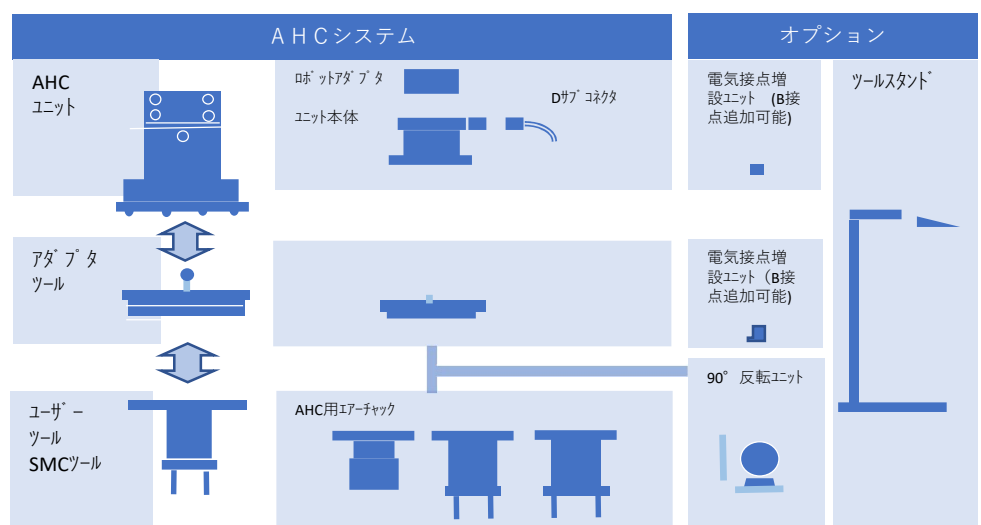 ＡＨＣシステム
オプション
AHC
ﾕﾆｯﾄ
ﾛﾎﾞｯﾄｱﾀﾞﾌﾟﾀ
Dｻﾌﾞｺﾈｸﾀ
ﾕﾆｯﾄ本体
電気接点増
設ﾕﾆｯﾄ (B接
点追加可能)
ﾂｰﾙｽﾀﾝﾄﾞ
ｱﾀﾞﾌﾟﾀ
ﾂｰﾙ
電気接点増
設ﾕﾆｯﾄ（B接
点追加可能)
90°反転ﾕﾆｯﾄ
ﾕｰｻﾞｰ
ﾂｰﾙ
SMCﾂｰﾙ
AHC用ｴｱｰﾁｬｯｸ